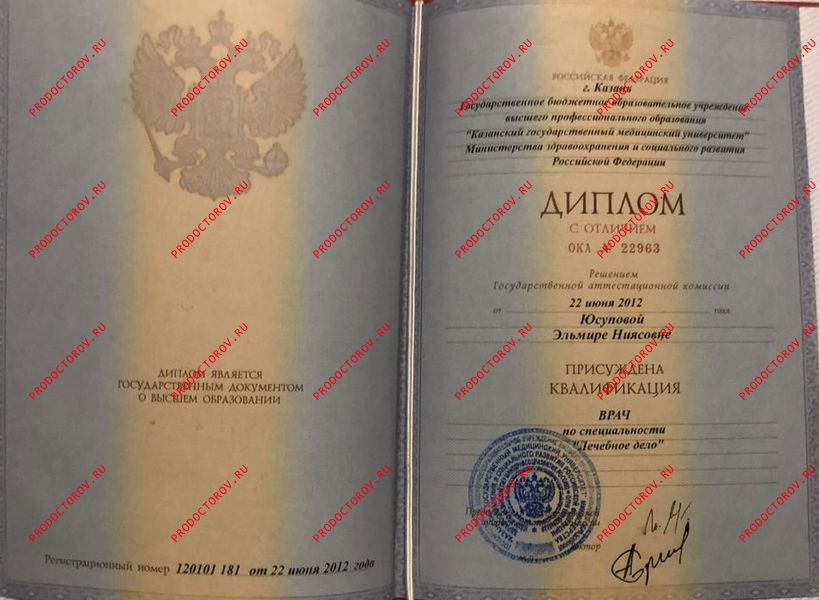 ДИПЛОМ ЯВЛЯЕТСЯ
ГОСУДАРСТВЕННЫМ ДОКУМЕНТОМ
О ВЫСШЕМ ОБРАЗОВАНИИ
Регистрационный номер 120101 181 от 22 июня 2012 года
РОССИЙСКАЯ ФЕДЕРАЦИЯ
г. Казань
Государственное бюджетное образовательное учреждение
высшего профессионального образования
"Казанский государственный медицинский университет"
Министерства здравоохранения и социального развития
Российской Федерации
ДИПЛОМ
С ОТЛИЧИЕМ
ОКА № 22963
Решением
Государственной аттестационной комиссии
от 22 июня 2012 года
Юсуповой
Эльмире Ниясовне
ПРИСУЖДЕНА
КВАЛИФИКАЦИЯ
ВРАЧ
по специальности
"Лечебное дело"
PRODOCTOROV.RU